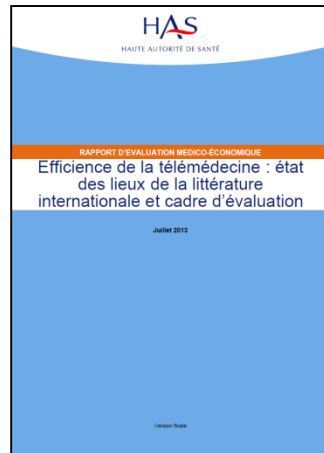 HAS
HAUTE AUTORITÉ DE SANTÉ
RAPPORT D'EVALUATION MEDICO-ÉCONOMIQUE
Efficience de la télémédecine : état
des lieux de la littérature
internationale et cadre d'évaluation
Juillet 2013
Version finale